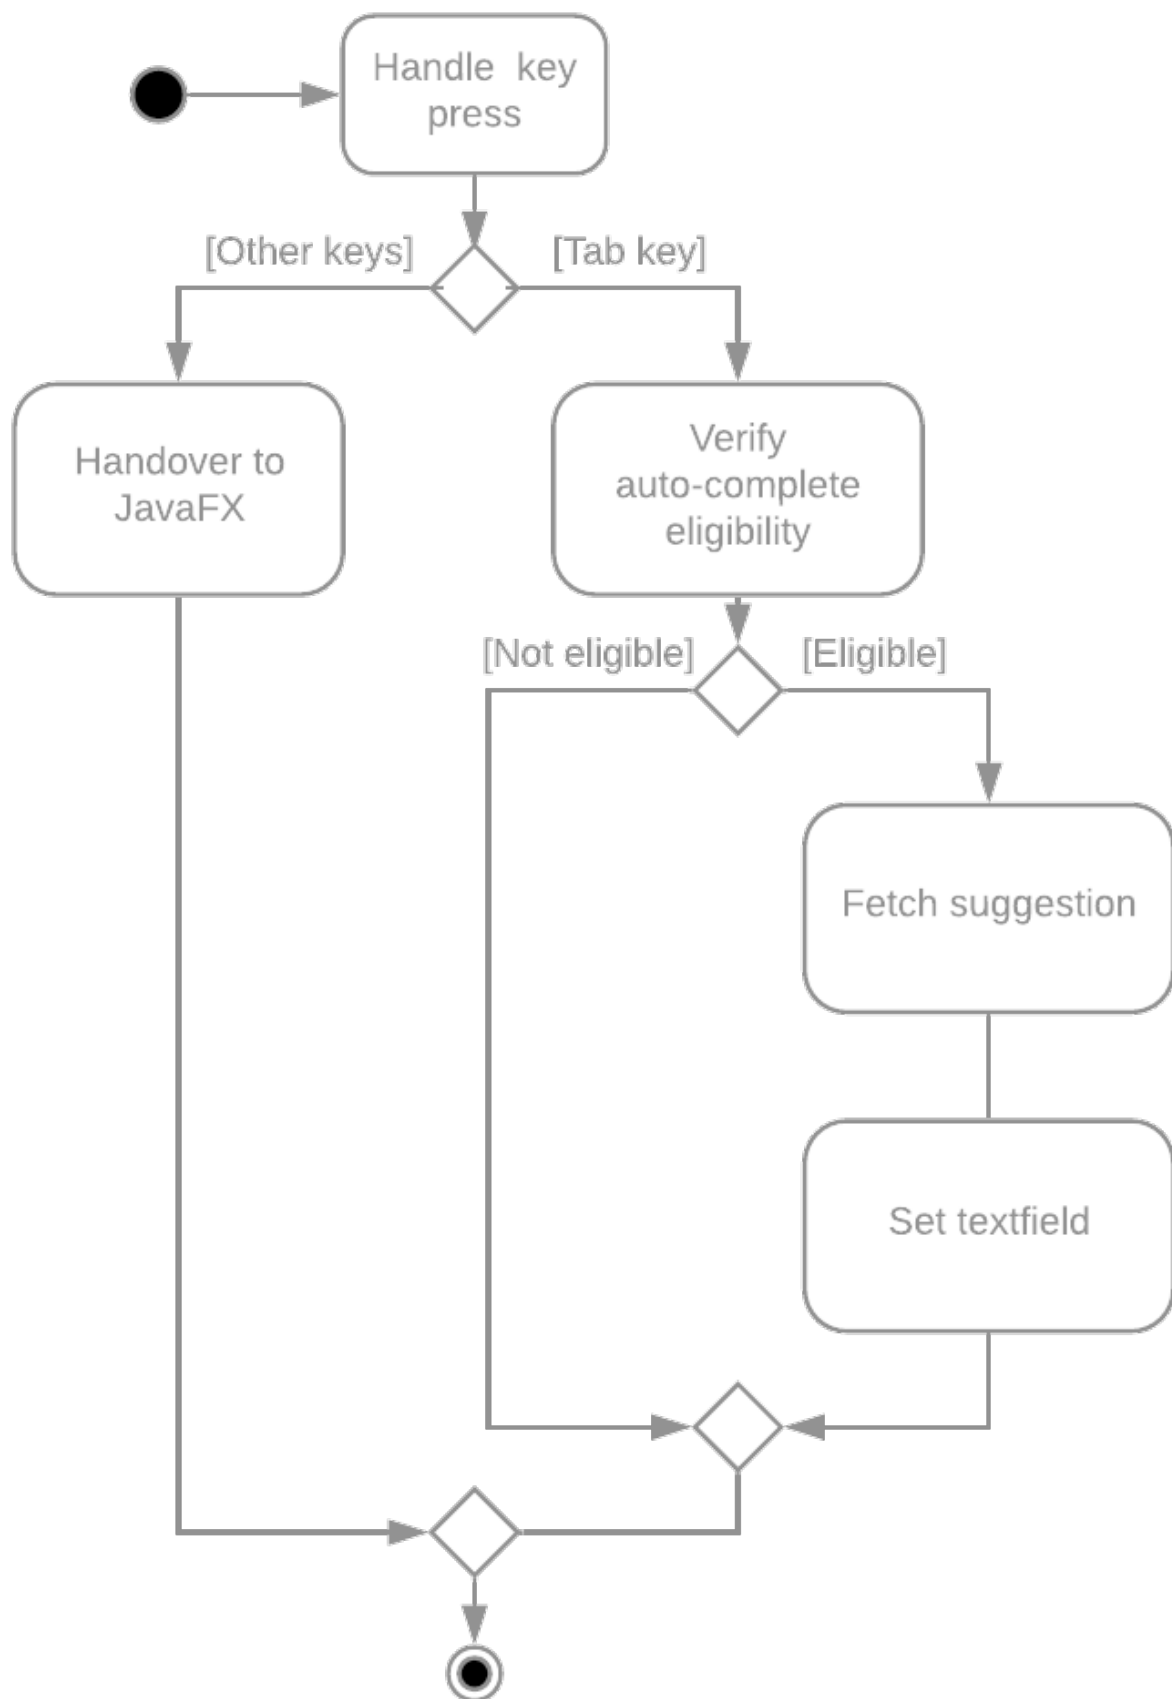 Handle key
press
[Other keys]
[Tab key]
Handover to
JavaFX
Verify
auto-complete
eligibility
[Not eligible]
[Eligible]
Fetch suggestion
Set textfield